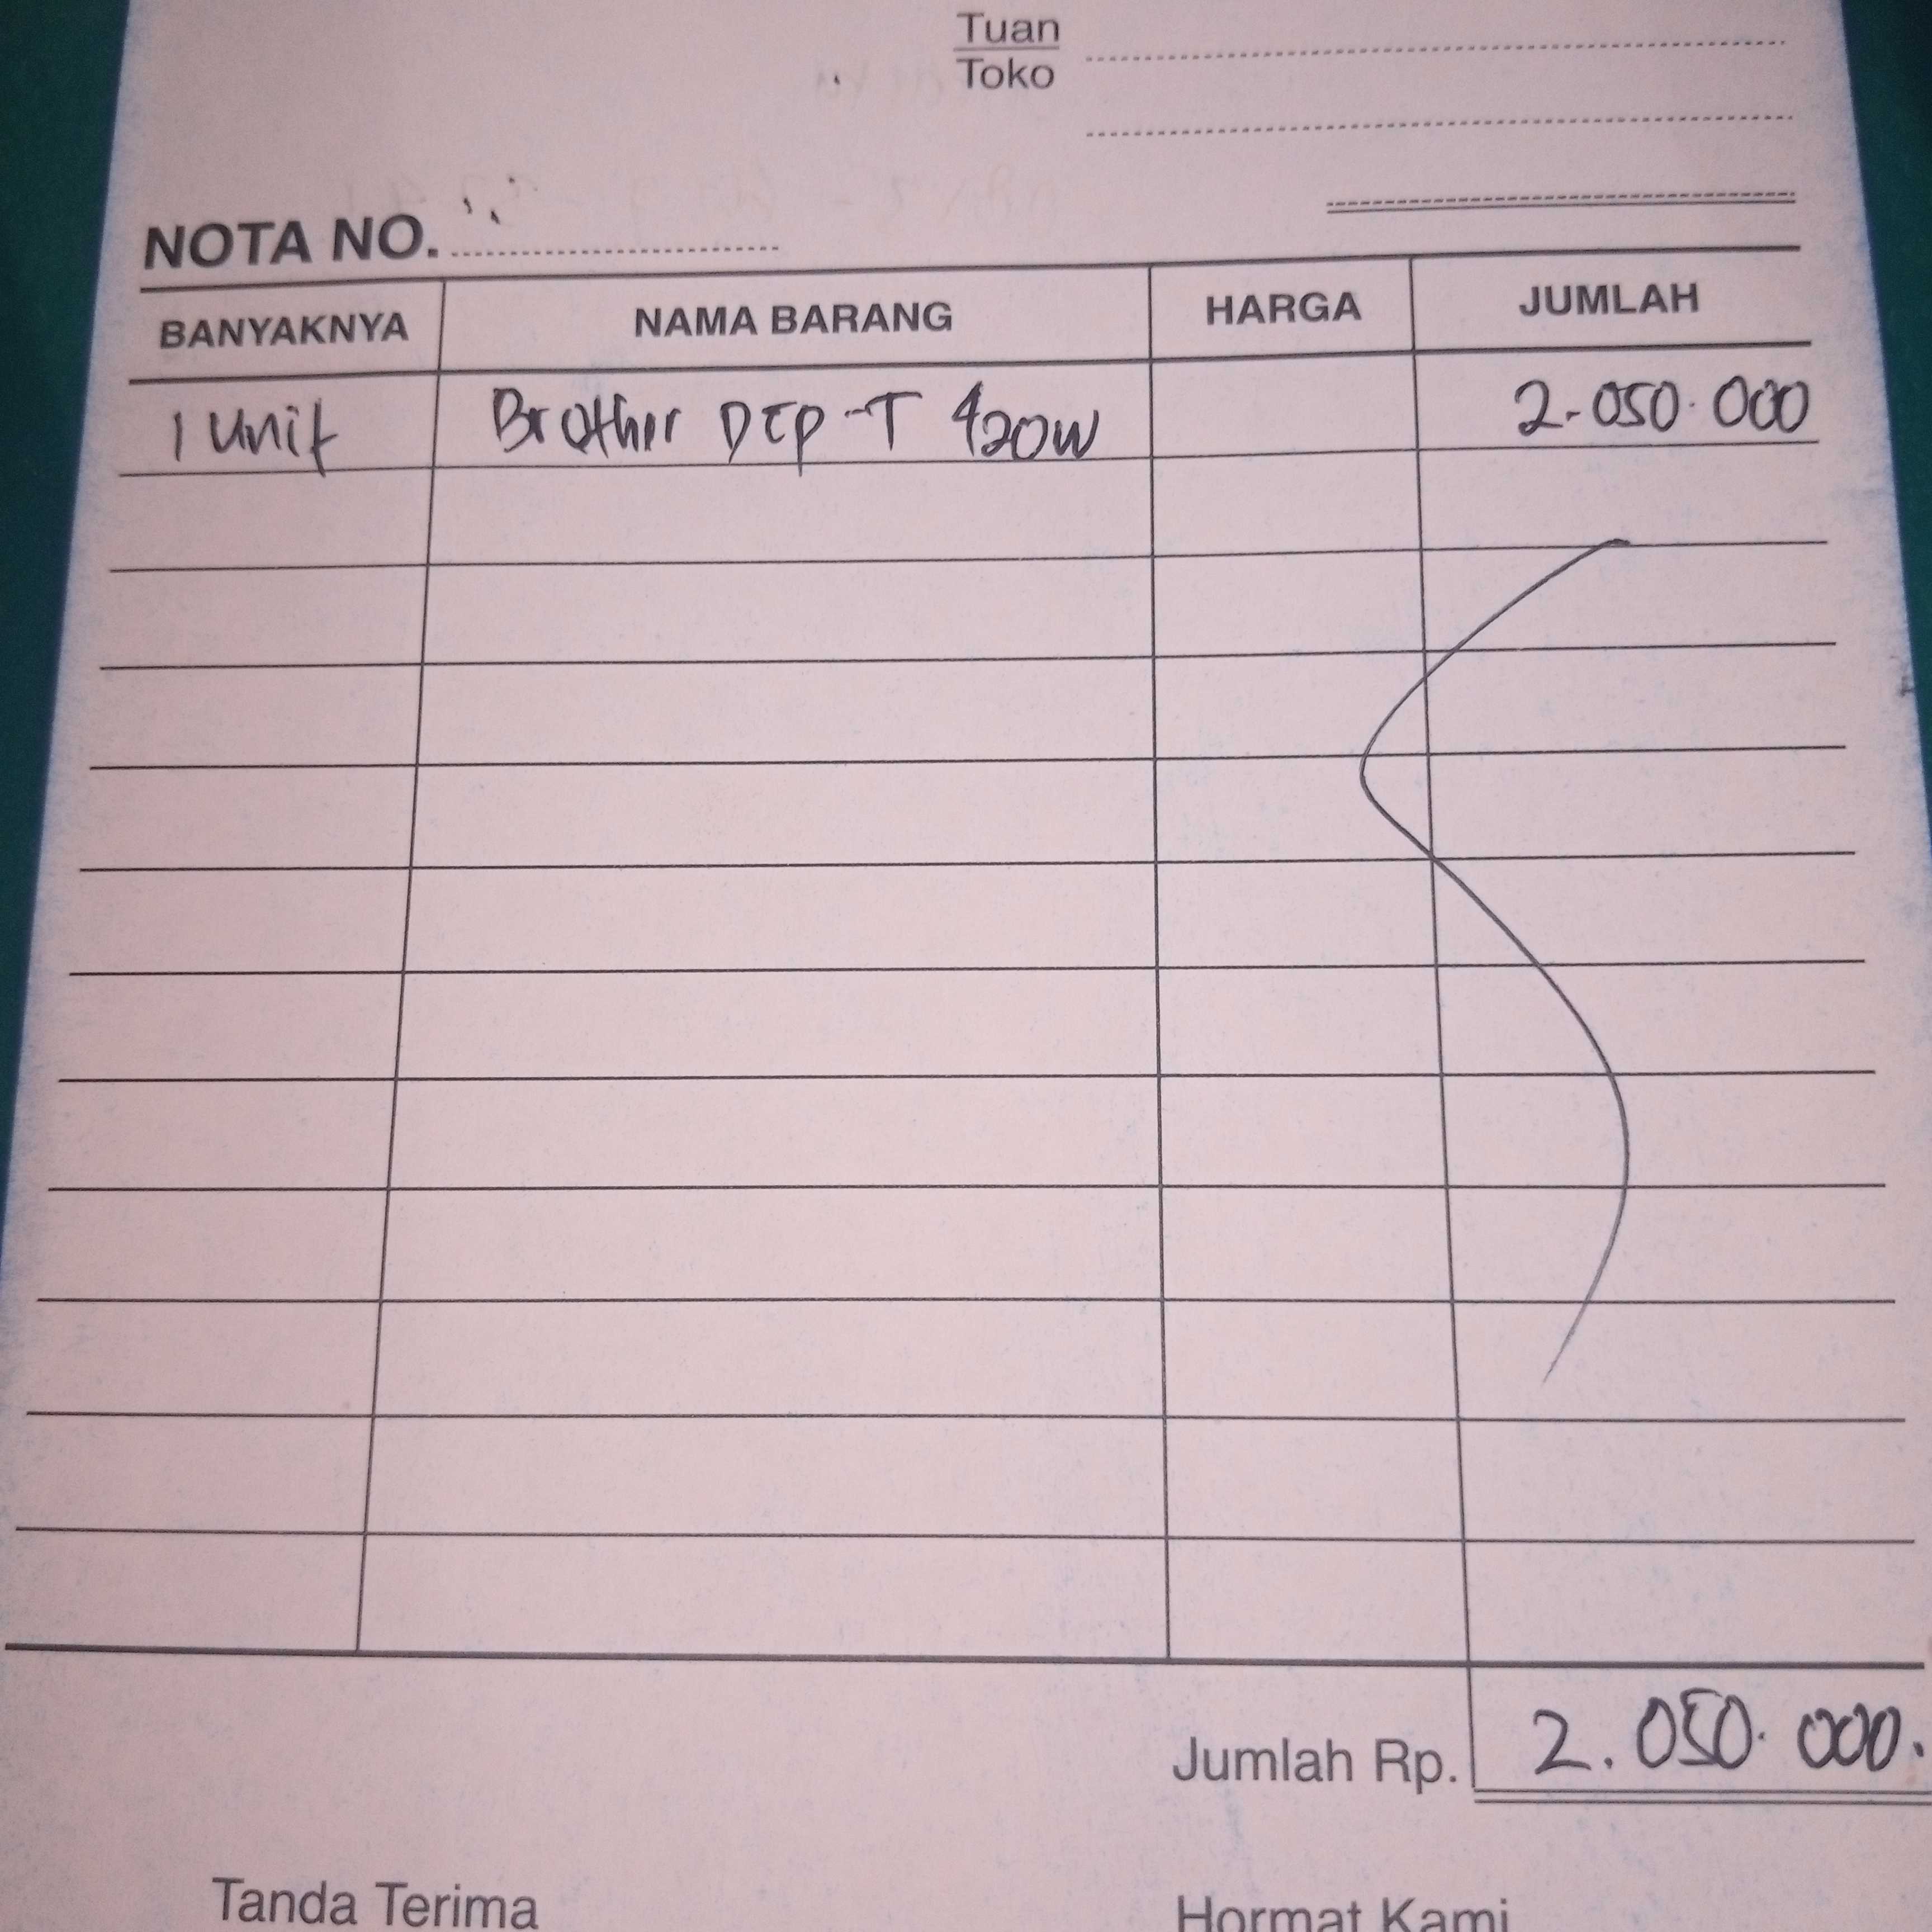 Tuan
Toko
NOTA NO.
BANYAKNYA NAMA BARANG HARGA JUMLAH
1 Unit Brother DCP-T 420W 2.050.000
Jumlah Rp. 2.050.000.
Tanda Terima Hormat Kami